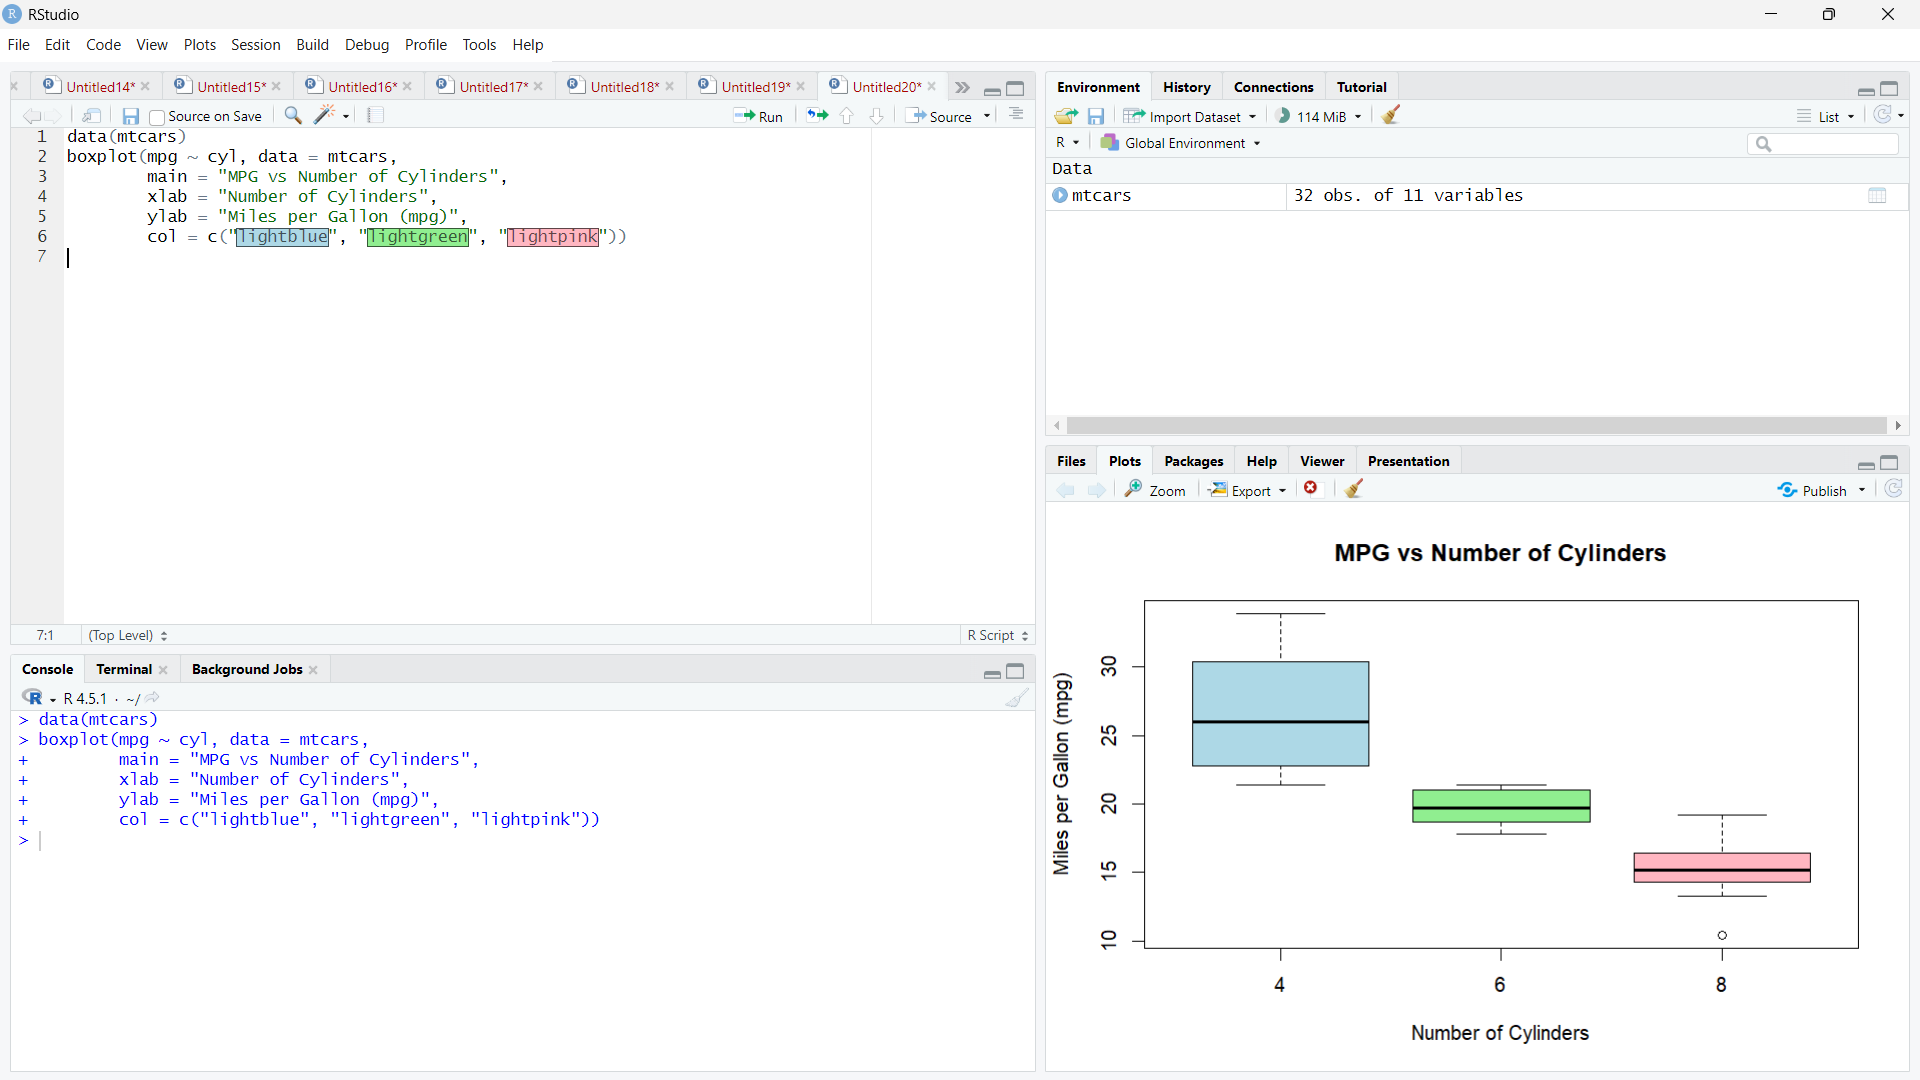 RStudio
File Edit Code View Plots Session Build Debug Profile Tools Help
Untitled14* Untitled15* Untitled16* Untitled17* Untitled18* Untitled19* Untitled20*
Source on Save Run Source
1 data(mtcars)
2 boxplot(mpg ~ cyl, data = mtcars,
3 main = "MPG vs Number of Cylinders",
4 xlab = "Number of Cylinders",
5 ylab = "Miles per Gallon (mpg)",
6 col = c("lightblue", "lightgreen", "lightpink"))
7
7:1 (Top Level) R Script
Console Terminal Background Jobs
R R 4.5.1 · ~/
> data(mtcars)
> boxplot(mpg ~ cyl, data = mtcars,
+ main = "MPG vs Number of Cylinders",
+ xlab = "Number of Cylinders",
+ ylab = "Miles per Gallon (mpg)",
+ col = c("lightblue", "lightgreen", "lightpink"))
>
Environment History Connections Tutorial
Import Dataset 114 MiB List
R Global Environment
Data
mtcars 32 obs. of 11 variables
Files Plots Packages Help Viewer Presentation
Zoom Export Publish
MPG vs Number of Cylinders
Miles per Gallon (mpg)
30
25
20
15
10
4 6 8
Number of Cylinders